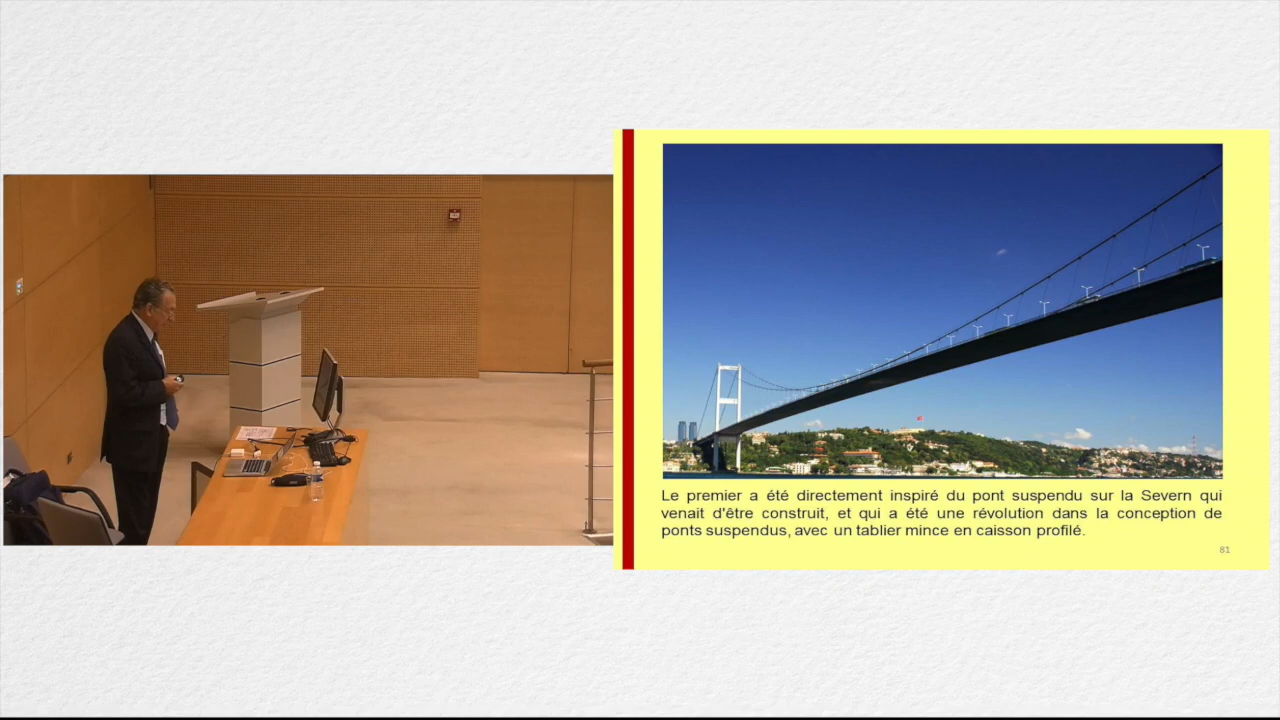 Le premier a été directement inspiré du pont suspendu sur la Severn qui
venait d'être construit, et qui a été une révolution dans la conception de
ponts suspendus, avec un tablier mince en caisson profilé.
81